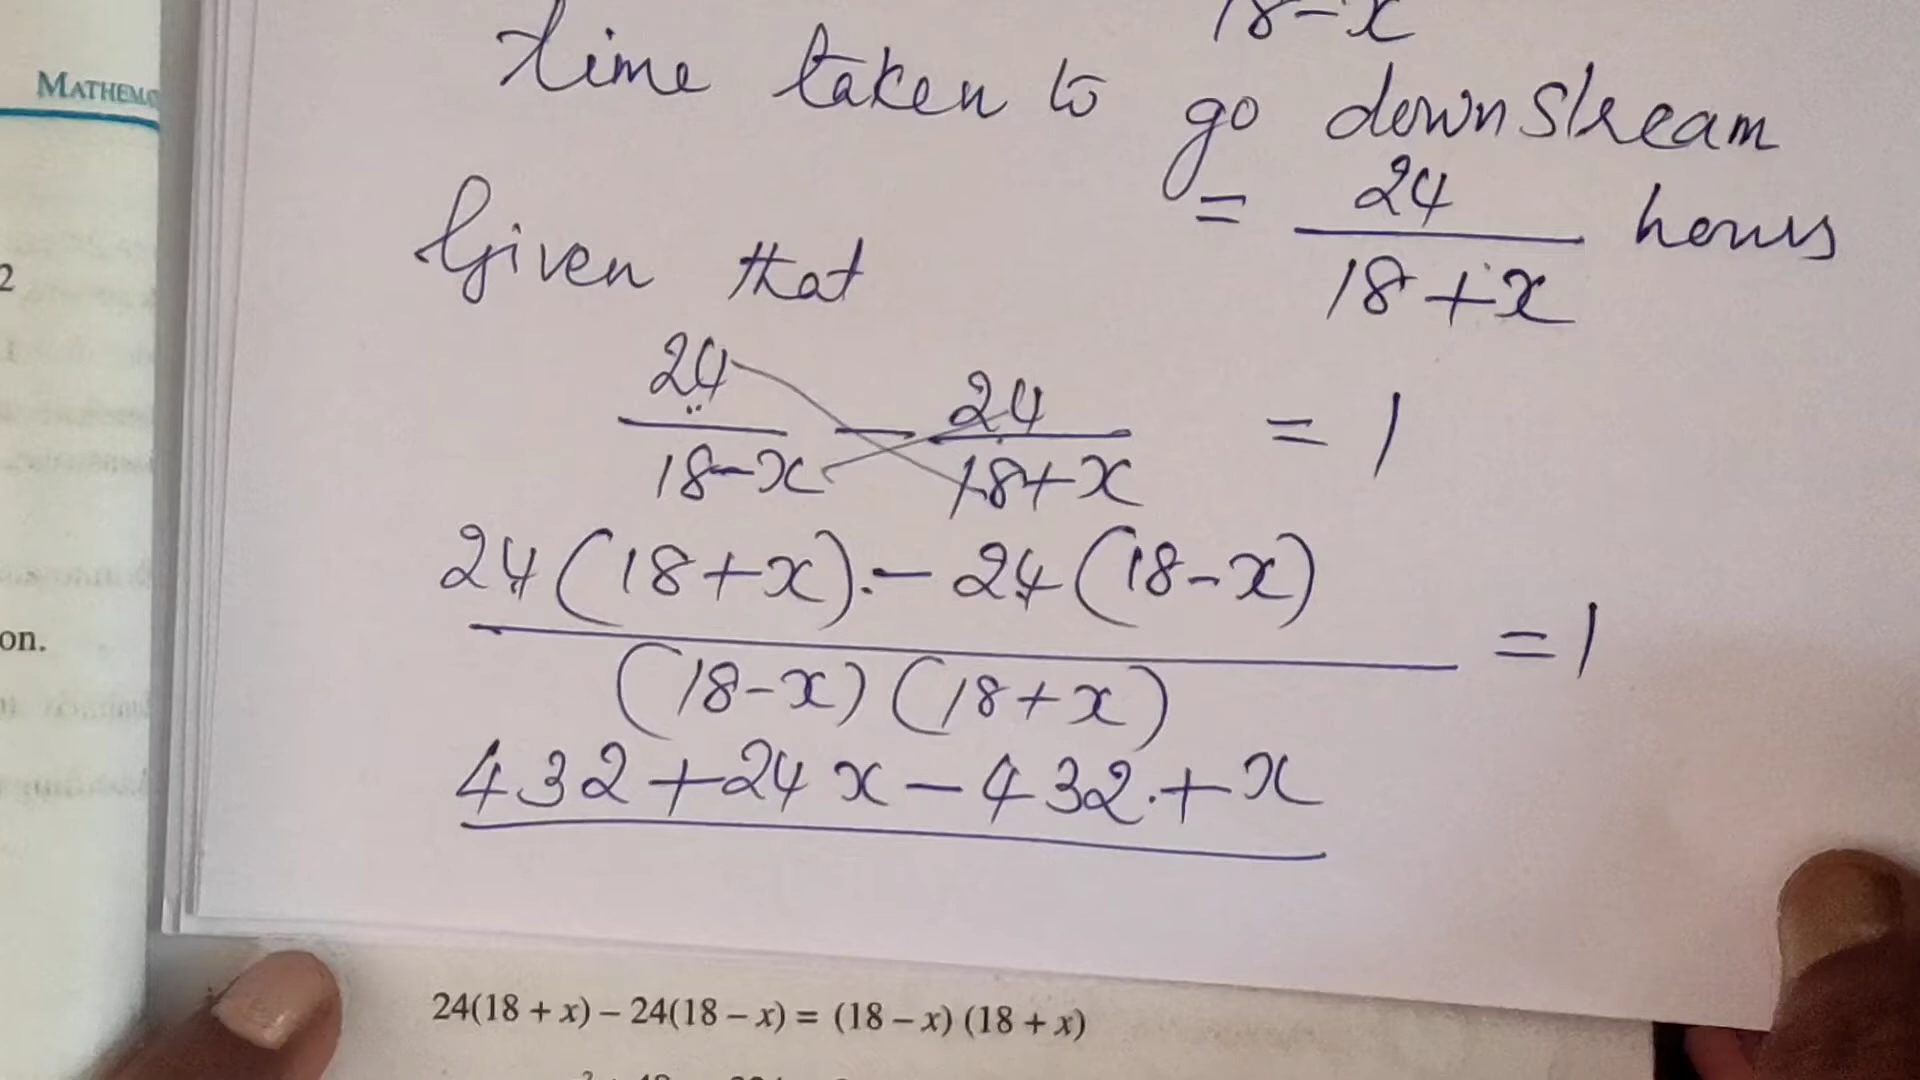 MATHEMA
18-x
time taken to go downstream
= 24/18+x hours
Given that
24/18-x - 24/18+x = 1
24(18+x) - 24(18-x)/(18-x)(18+x) = 1
432+24x-432+x
2
on.
24(18 + x) – 24(18 – x) = (18 – x) (18 + x)